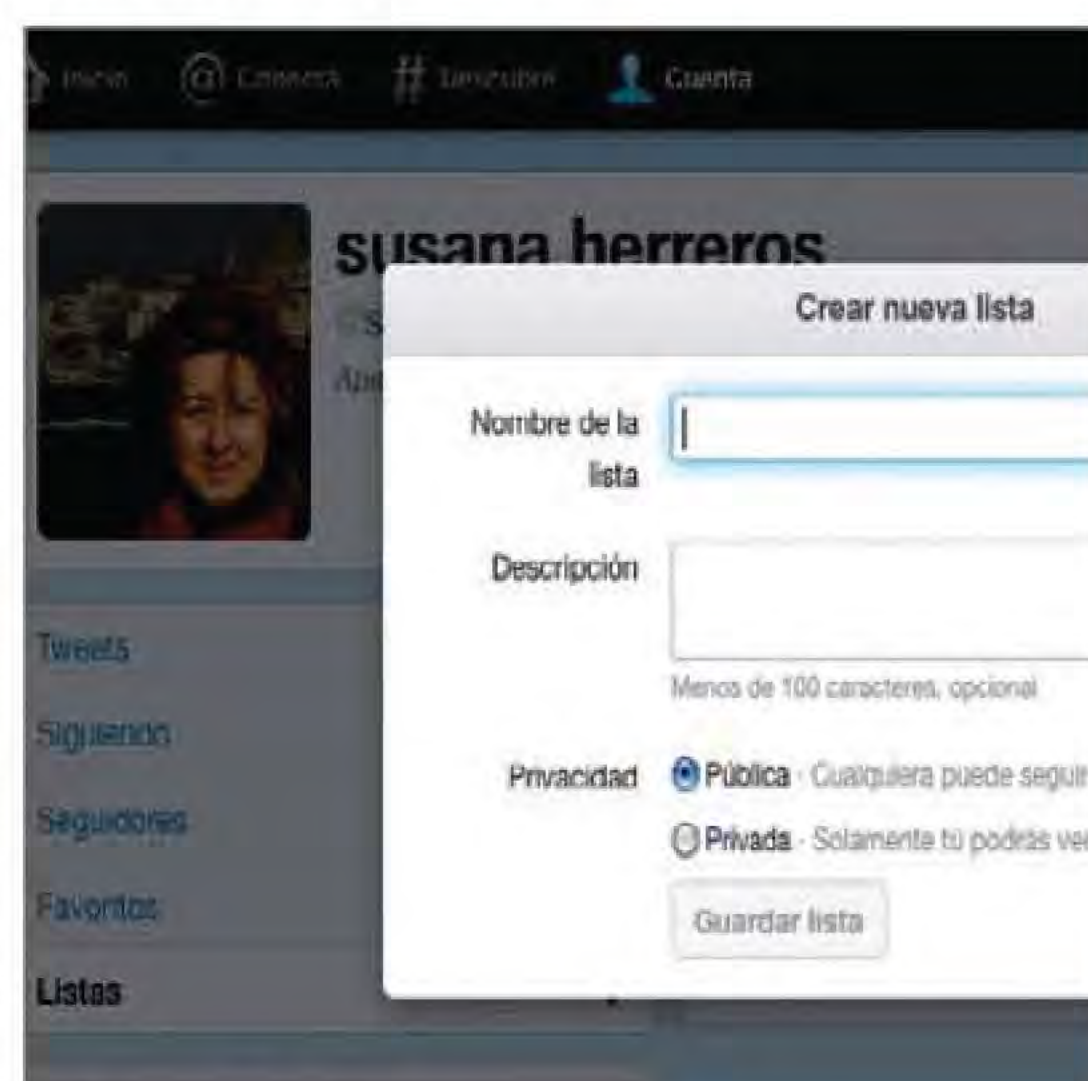 Inicio @ Conecta # Descubre Cuenta
susana herreros
S
Crear nueva lista
Nombre de la
lista
Descripción
Menos de 100 caracteres, opcional
Privacidad Pública · Cualquiera puede seguir
Privada · Solamente tú podrás ver
Guardar lista
Tweets
Siguiendo
Seguidores
Favoritos
Listas